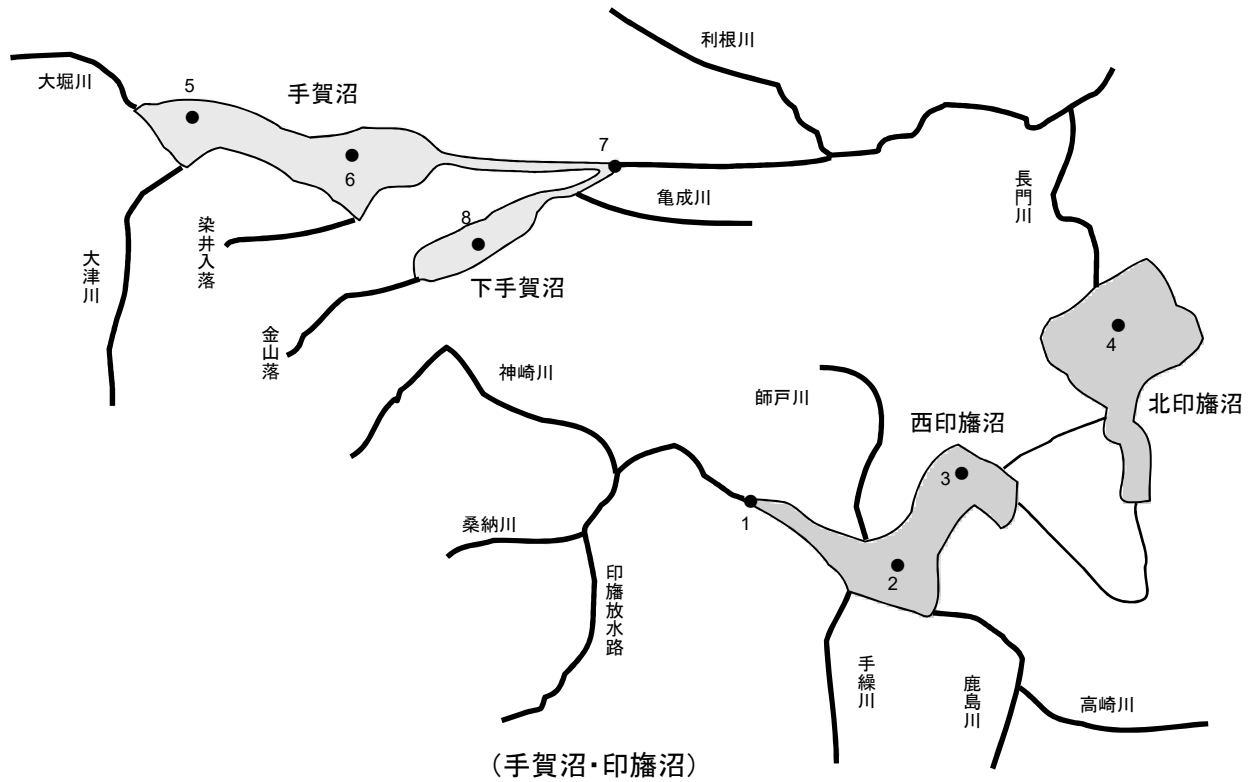 利根川
大堀川
5
手賀沼
7
6
亀成川
長門川
染井入落
8
大津川
下手賀沼
金山落
4
神崎川
師戸川
北印旛沼
西印旛沼
3
1
桑納川
2
印旛放水路
手繰川
鹿島川
高崎川
(手賀沼・印旛沼)